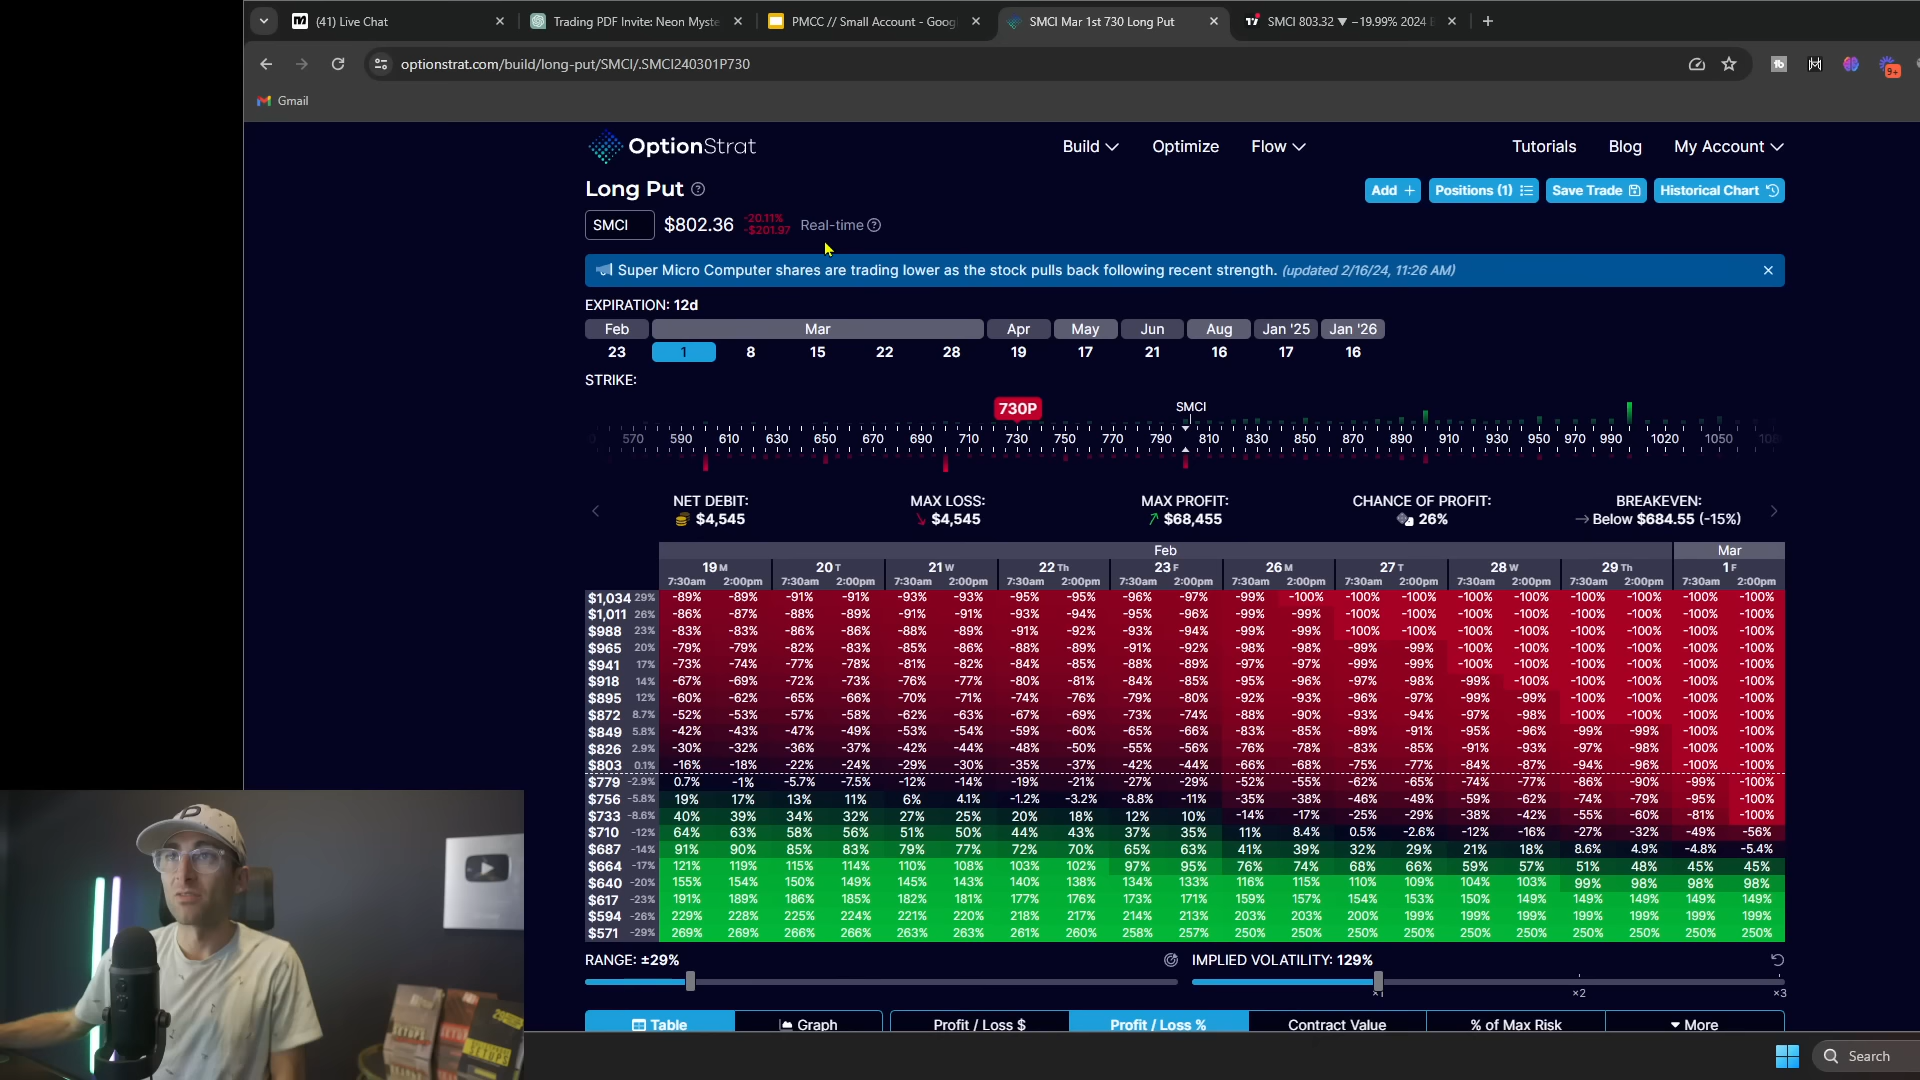 (41) Live Chat
Trading PDF Invite: Neon Myste
PMCC // Small Account - Goog
SMCI Mar 1st 730 Long Put
SMCI 803.32 ▼ −19.99% 2024
optionstrat.com/build/long-put/SMCI/.SMCI240301P730
9+
Gmail
OptionStrat
Build
Optimize
Flow
Tutorials
Blog
My Account
Long Put
Add +
Positions (1)
Save Trade
Historical Chart
SMCI
$802.36
-20.11%
-$201.97
Real-time
Super Micro Computer shares are trading lower as the stock pulls back following recent strength. (updated 2/16/24, 11:26 AM)
EXPIRATION: 12d
Feb Mar Apr May Jun Aug Jan '25 Jan '26
23 1 8 15 22 28 19 17 21 16 17 16
STRIKE:
730P SMCI
570 590 610 630 650 670 690 710 730 750 770 790 810 830 850 870 890 910 930 950 970 990 1020 1050
NET DEBIT: MAX LOSS: MAX PROFIT: CHANCE OF PROFIT: BREAKEVEN:
$4,545 $4,545 $68,455 26% Below $684.55 (-15%)
Feb Mar
19 M 20 T 21 W 22 Th 23 F 26 M 27 T 28 W 29 Th 1 F
7:30am 2:00pm 7:30am 2:00pm 7:30am 2:00pm 7:30am 2:00pm 7:30am 2:00pm 7:30am 2:00pm 7:30am 2:00pm 7:30am 2:00pm 7:30am 2:00pm 7:30am 2:00pm
$1,034 29% -89% -89% -91% -91% -93% -93% -95% -95% -96% -97% -99% -100% -100% -100% -100% -100% -100% -100% -100% -100%
$1,011 26% -86% -87% -88% -89% -91% -91% -93% -94% -95% -96% -99% -99% -100% -100% -100% -100% -100% -100% -100% -100%
$988 23% -83% -83% -86% -86% -88% -89% -91% -92% -93% -94% -99% -99% -100% -100% -100% -100% -100% -100% -100% -100%
$965 20% -79% -79% -82% -83% -85% -86% -88% -89% -91% -92% -98% -98% -99% -99% -100% -100% -100% -100% -100% -100%
$941 17% -73% -74% -77% -78% -81% -82% -84% -85% -88% -89% -97% -97% -99% -99% -100% -100% -100% -100% -100% -100%
$918 14% -67% -69% -72% -73% -76% -77% -80% -81% -84% -85% -95% -96% -97% -98% -99% -100% -100% -100% -100% -100%
$895 12% -60% -62% -65% -66% -70% -71% -74% -76% -79% -80% -92% -93% -96% -97% -99% -99% -100% -100% -100% -100%
$872 8.7% -52% -53% -57% -58% -62% -63% -67% -69% -73% -74% -88% -90% -93% -94% -97% -98% -100% -100% -100% -100%
$849 5.8% -42% -43% -47% -49% -53% -54% -59% -60% -65% -66% -83% -85% -89% -91% -95% -96% -99% -99% -100% -100%
$826 2.9% -30% -32% -36% -37% -42% -44% -48% -50% -55% -56% -76% -78% -83% -85% -91% -93% -97% -98% -100% -100%
$803 0.1% -16% -18% -22% -24% -29% -30% -35% -37% -42% -44% -66% -68% -75% -77% -84% -87% -94% -96% -100% -100%
$779 -2.9% 0.7% -1% -5.7% -7.5% -12% -14% -19% -21% -27% -29% -52% -55% -62% -65% -74% -77% -86% -90% -99% -100%
$756 -5.8% 19% 17% 13% 11% 6% 4.1% -1.2% -3.2% -8.8% -11% -35% -38% -46% -49% -59% -62% -74% -79% -95% -100%
$733 -8.6% 40% 39% 34% 32% 27% 25% 20% 18% 12% 10% -14% -17% -25% -29% -38% -42% -55% -60% -81% -100%
$710 -12% 64% 63% 58% 56% 51% 50% 44% 43% 37% 35% 11% 8.4% 0.5% -2.6% -12% -16% -27% -32% -49% -56%
$687 -14% 91% 90% 85% 83% 79% 77% 72% 70% 65% 63% 41% 39% 32% 29% 21% 18% 8.6% 4.9% -4.8% -5.4%
$664 -17% 121% 119% 115% 114% 110% 108% 103% 102% 97% 95% 76% 74% 68% 66% 59% 57% 51% 48% 45% 45%
$640 -20% 155% 154% 150% 149% 145% 143% 140% 138% 134% 133% 116% 115% 110% 109% 104% 103% 99% 98% 98% 98%
$617 -23% 191% 189% 186% 185% 182% 181% 177% 176% 173% 171% 159% 157% 154% 153% 150% 149% 149% 149% 149% 149%
$594 -26% 229% 228% 225% 224% 221% 220% 218% 217% 214% 213% 203% 203% 200% 199% 199% 199% 199% 199% 199% 199%
$571 -29% 269% 269% 266% 266% 263% 263% 261% 260% 258% 257% 250% 250% 250% 250% 250% 250% 250% 250% 250% 250%
RANGE: ±29% IMPLIED VOLATILITY: 129%
×1 ×2 ×3
Table Graph Profit / Loss $ Profit / Loss % Contract Value % of Max Risk More
Search